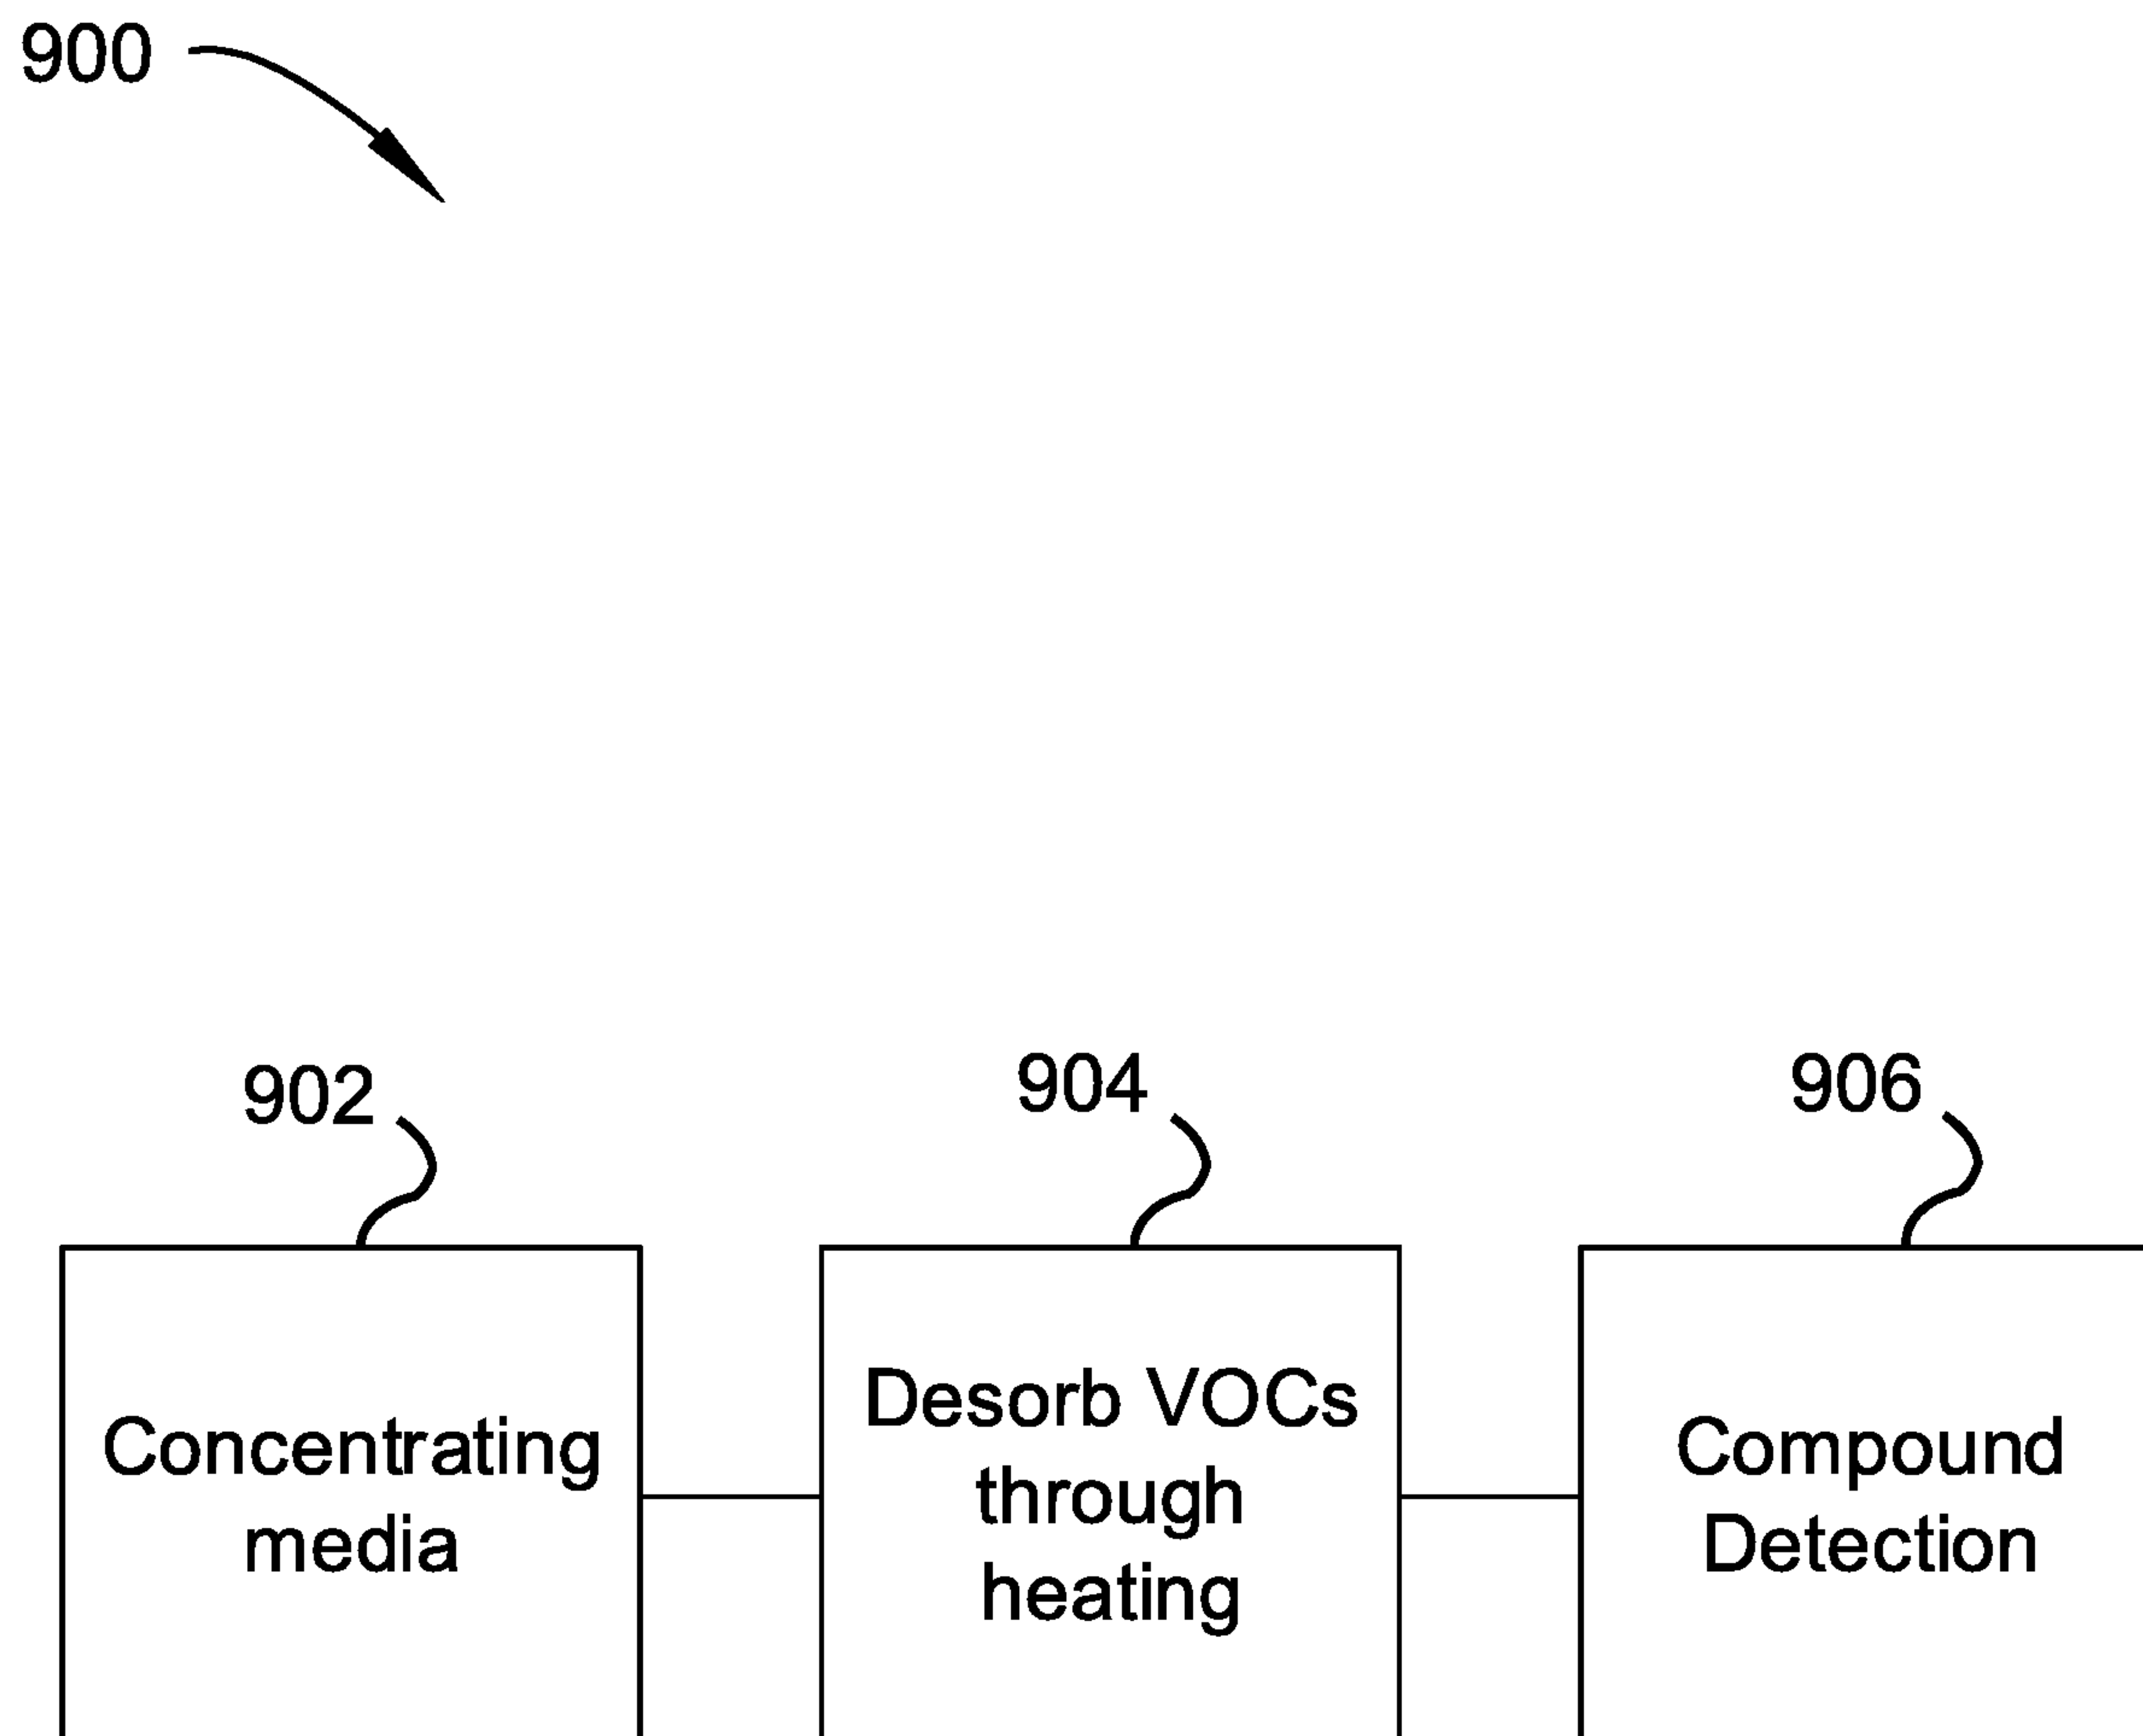 900
902
904
906
Concentrating
media
Desorb VOCs
through
heating
Compound
Detection